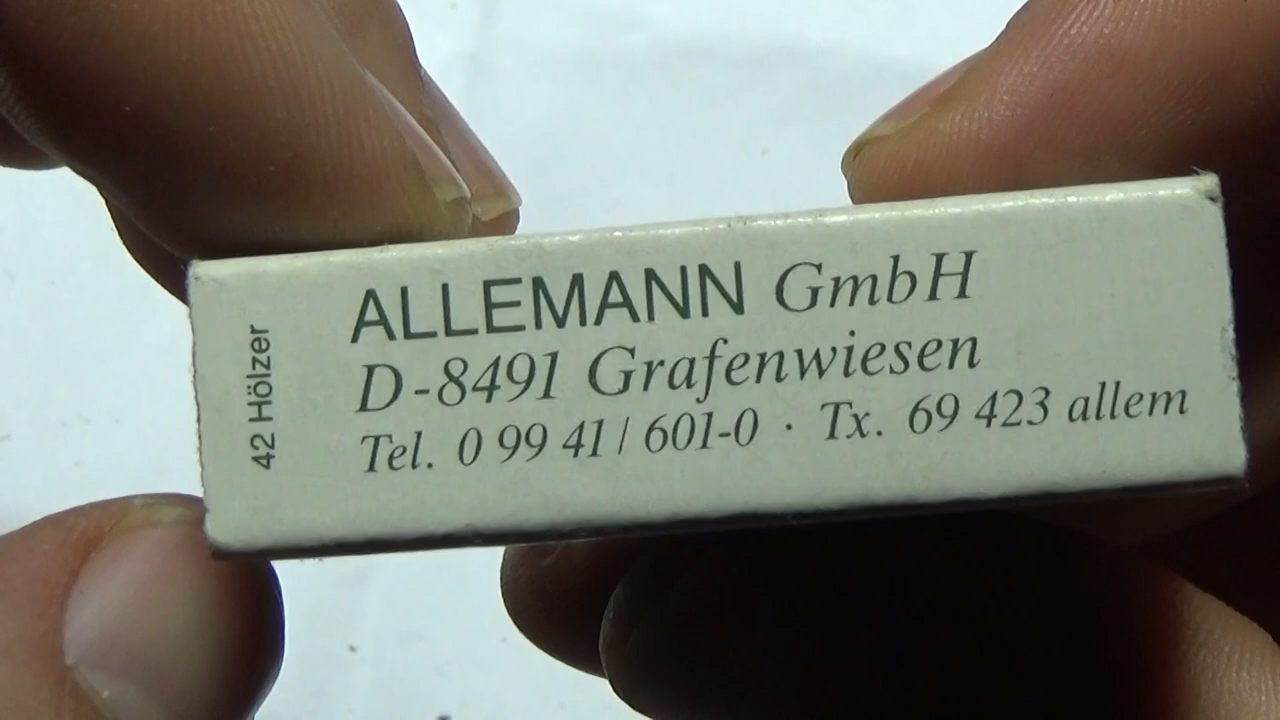 42 Hölzer
ALLEMANN GmbH
D-8491 Grafenwiesen
Tel. 0 99 41 / 601-0 · Tx. 69 423 allem